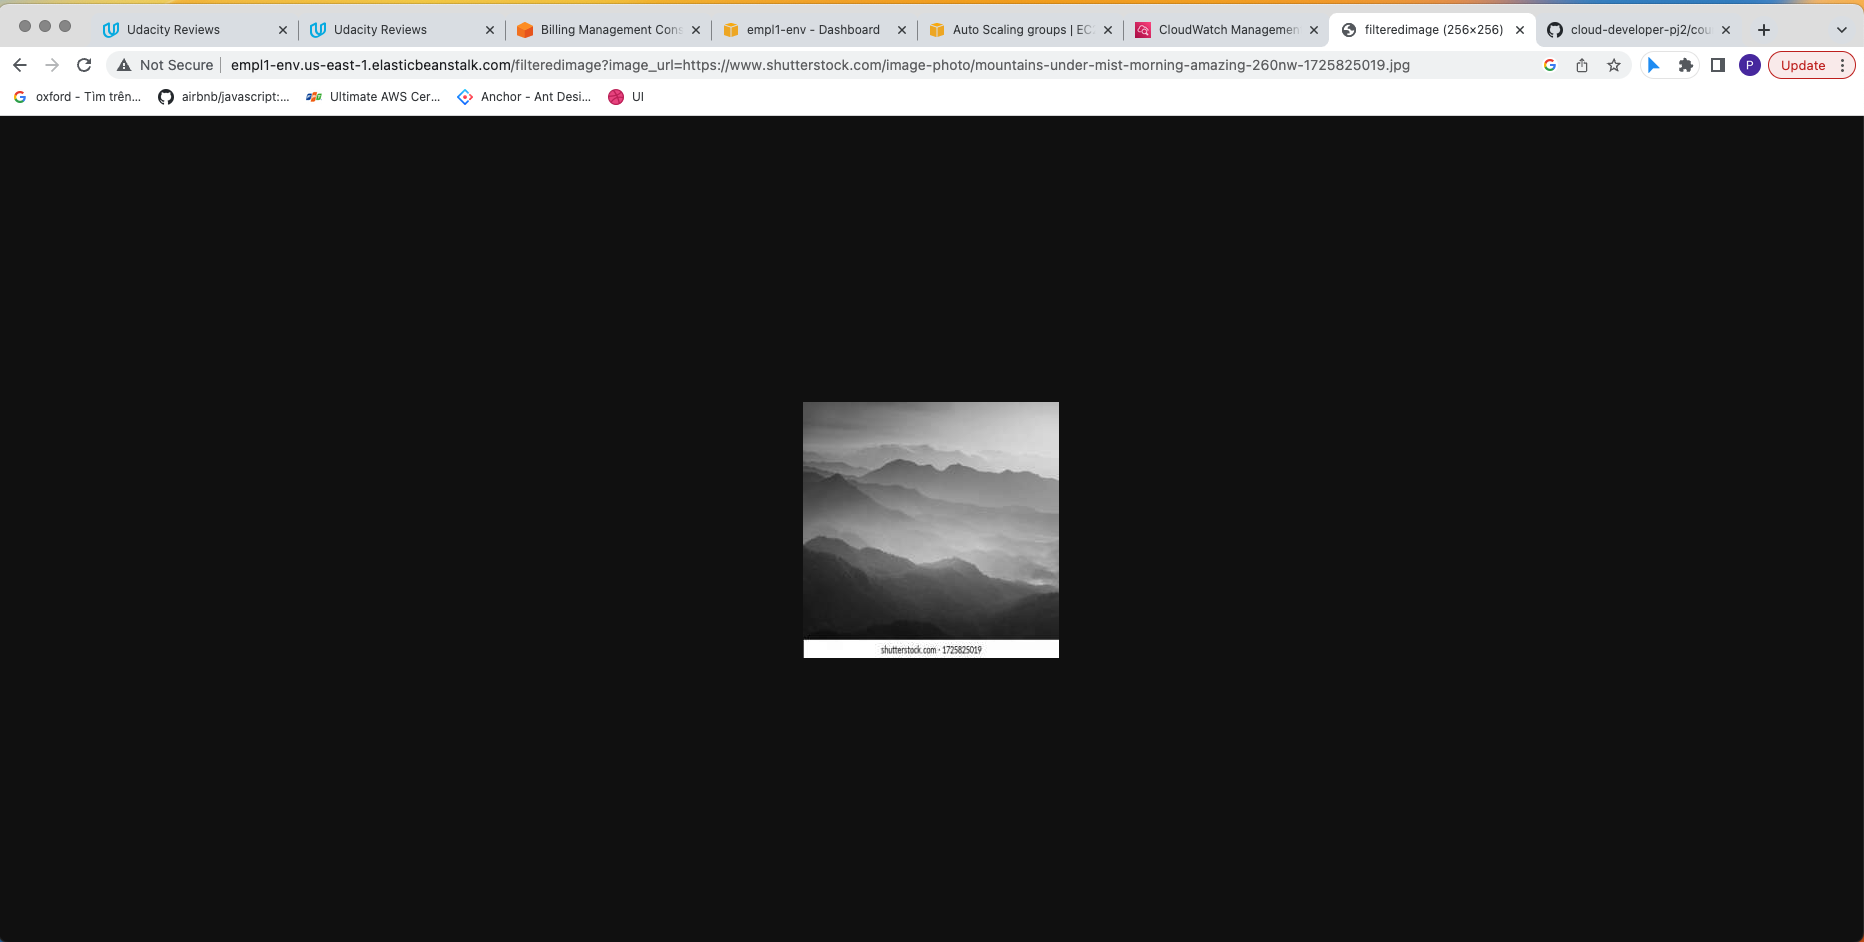 Udacity Reviews
Udacity Reviews
Billing Management Cons
empl1-env - Dashboard
Auto Scaling groups | EC
CloudWatch Managemen
filteredimage (256×256)
cloud-developer-pj2/cou
Not Secure
empl1-env.us-east-1.elasticbeanstalk.com/filteredimage?image_url=https://www.shutterstock.com/image-photo/mountains-under-mist-morning-amazing-260nw-1725825019.jpg
P
Update
oxford - Tìm trên...
airbnb/javascript:...
Ultimate AWS Cer...
Anchor - Ant Desi...
UI
shutterstock.com · 1725825019